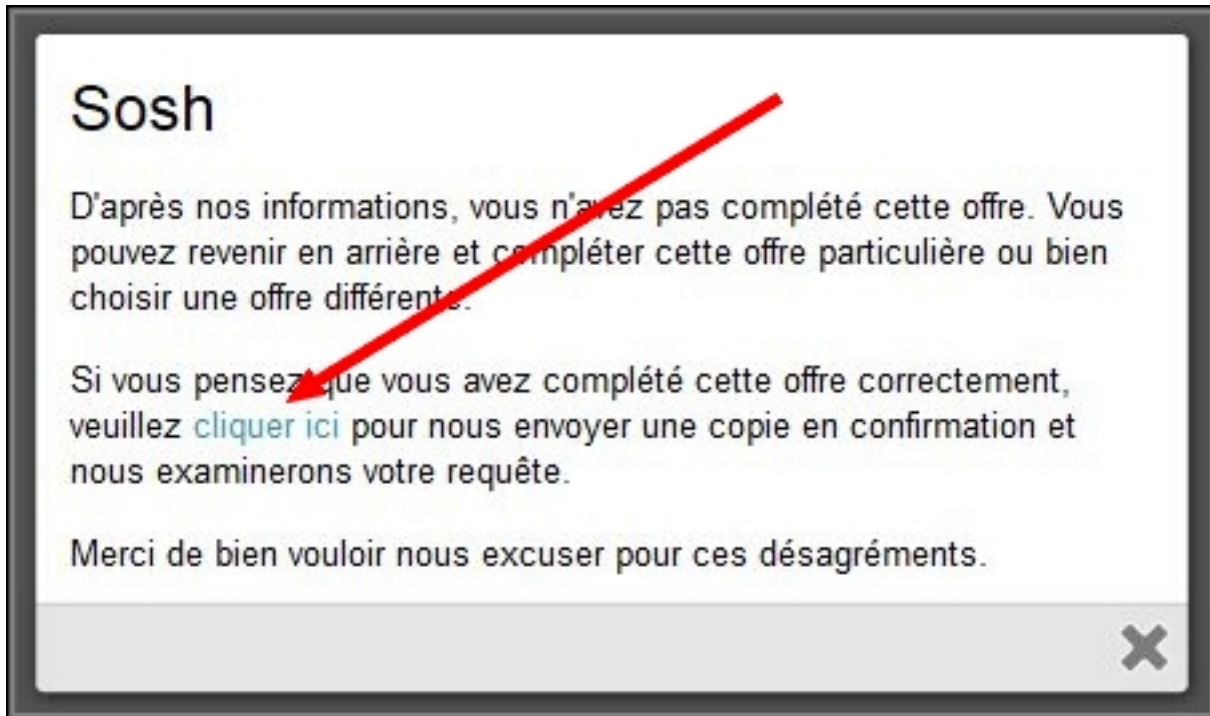 Sosh
D'après nos informations, vous n'avez pas complété cette offre. Vous
pouvez revenir en arrière et compléter cette offre particulière ou bien
choisir une offre différente.
Si vous pensez que vous avez complété cette offre correctement,
veuillez cliquer ici pour nous envoyer une copie en confirmation et
nous examinerons votre requête.
Merci de bien vouloir nous excuser pour ces désagréments.